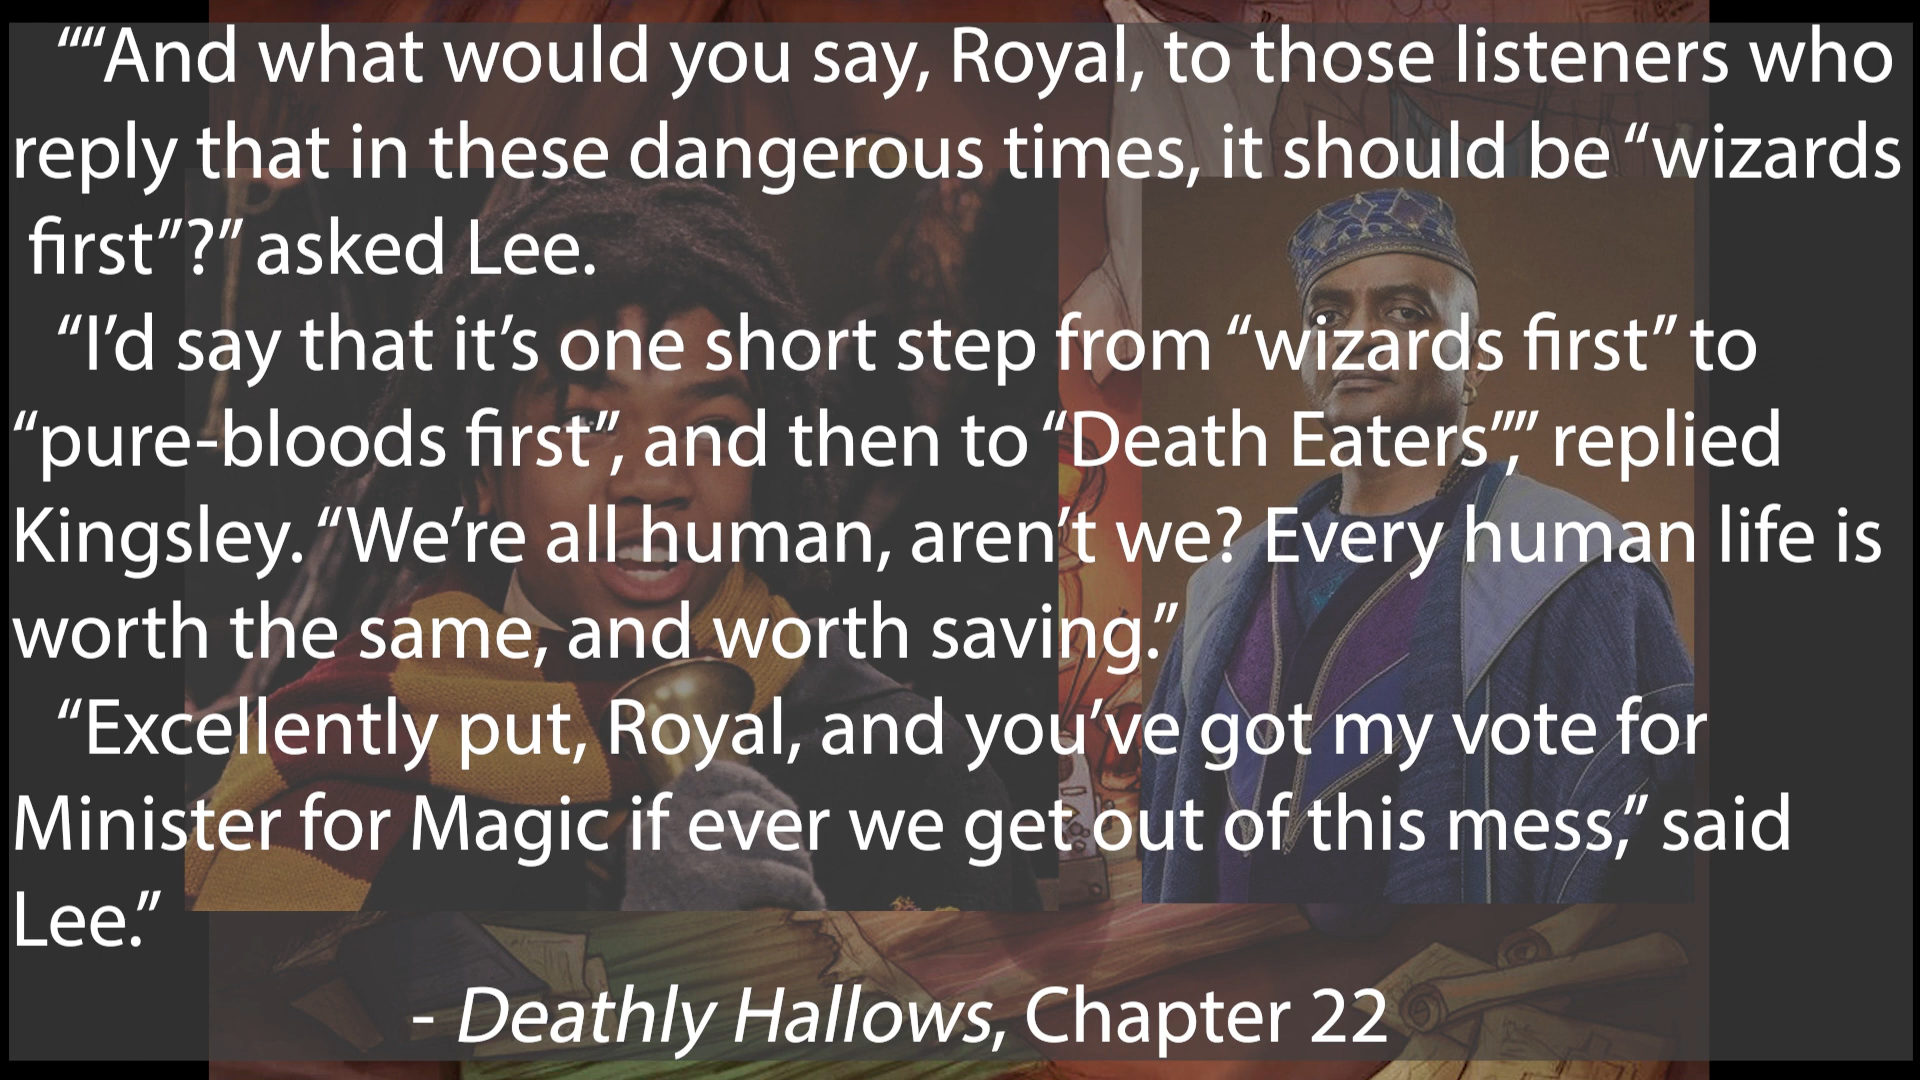 ““And what would you say, Royal, to those listeners who
reply that in these dangerous times, it should be “wizards
first”?” asked Lee.
“I’d say that it’s one short step from “wizards first” to
“pure-bloods first”, and then to “Death Eaters”,” replied
Kingsley. “We’re all human, aren’t we? Every human life is
worth the same, and worth saving.”
“Excellently put, Royal, and you’ve got my vote for
Minister for Magic if ever we get out of this mess,” said
Lee.”
- Deathly Hallows, Chapter 22